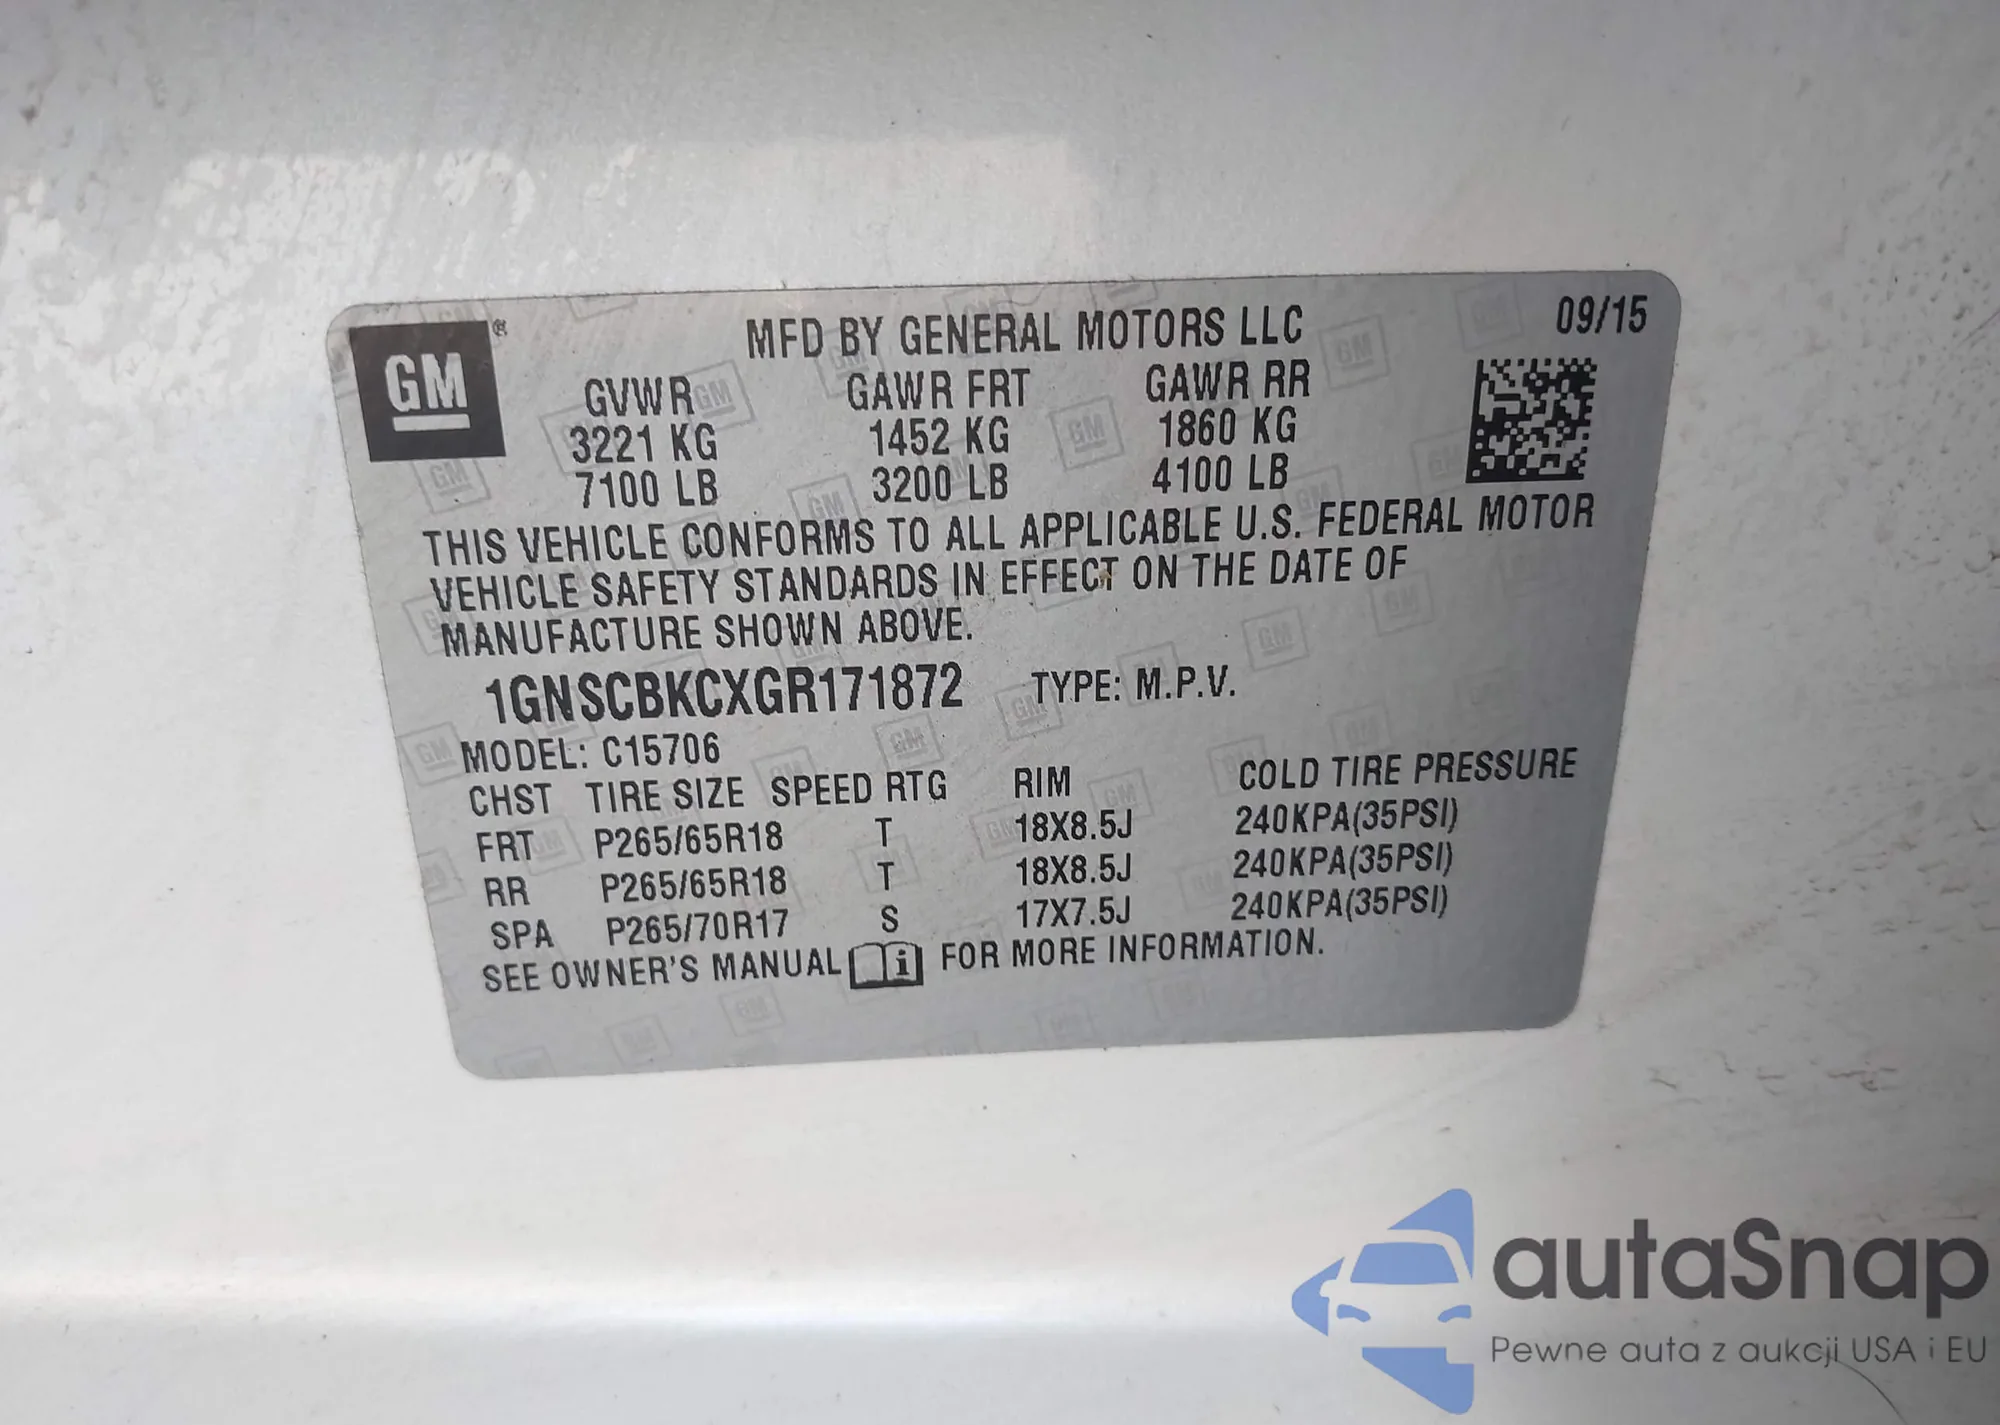 GM ®
MFD BY GENERAL MOTORS LLC 09/15
GVWR GAWR FRT GAWR RR
3221 KG 1452 KG 1860 KG
7100 LB 3200 LB 4100 LB
THIS VEHICLE CONFORMS TO ALL APPLICABLE U.S. FEDERAL MOTOR
VEHICLE SAFETY STANDARDS IN EFFECT ON THE DATE OF
MANUFACTURE SHOWN ABOVE.
1GNSCBKCXGR171872 TYPE: M.P.V.
MODEL: C15706
CHST TIRE SIZE SPEED RTG RIM COLD TIRE PRESSURE
FRT P265/65R18 T 18X8.5J 240KPA(35PSI)
RR P265/65R18 T 18X8.5J 240KPA(35PSI)
SPA P265/70R17 S 17X7.5J 240KPA(35PSI)
SEE OWNER'S MANUAL i FOR MORE INFORMATION.
autaSnap
Pewne auta z aukcji USA i EU